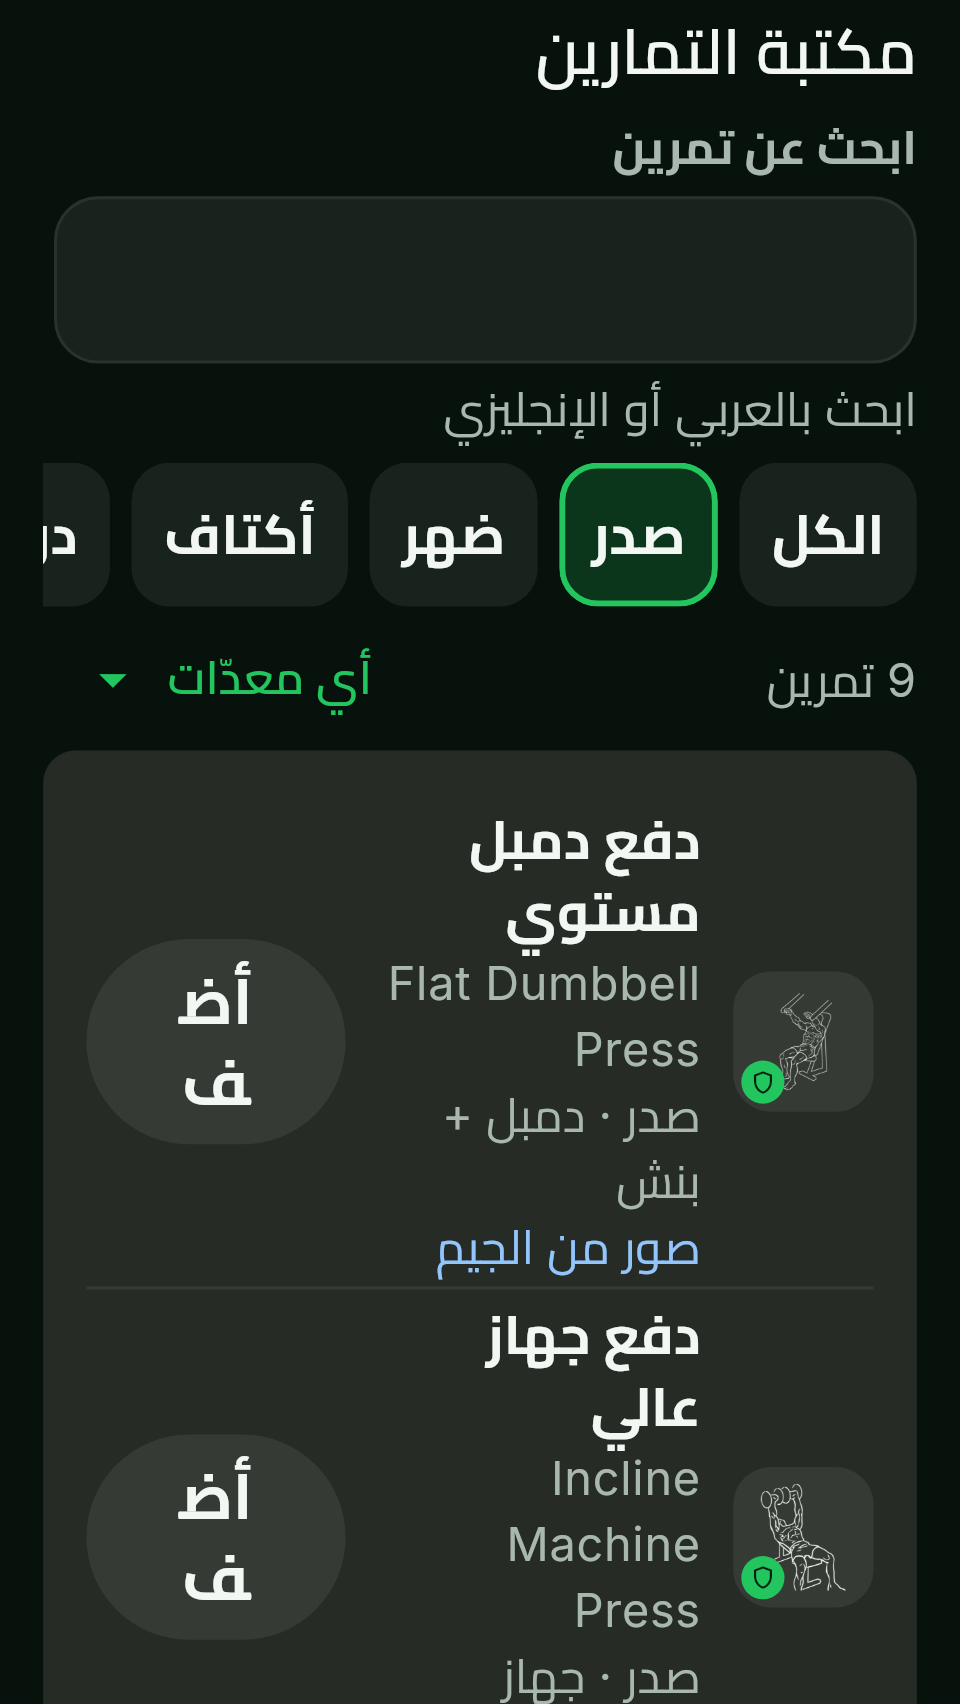 مكتبة التمارين
ابحث عن تمرين
ابحث بالعربي أو الإنجليزي
الكل
صدر
ضهر
أكتاف
9 تمرين
أي معدّات
دفع دمبل
مستوي
Flat Dumbbell
Press
صدر · دمبل +
بنش
صور من الجيم
أض
ف
دفع جهاز
عالي
Incline
Machine
Press
صدر · جهاز
أض
ف